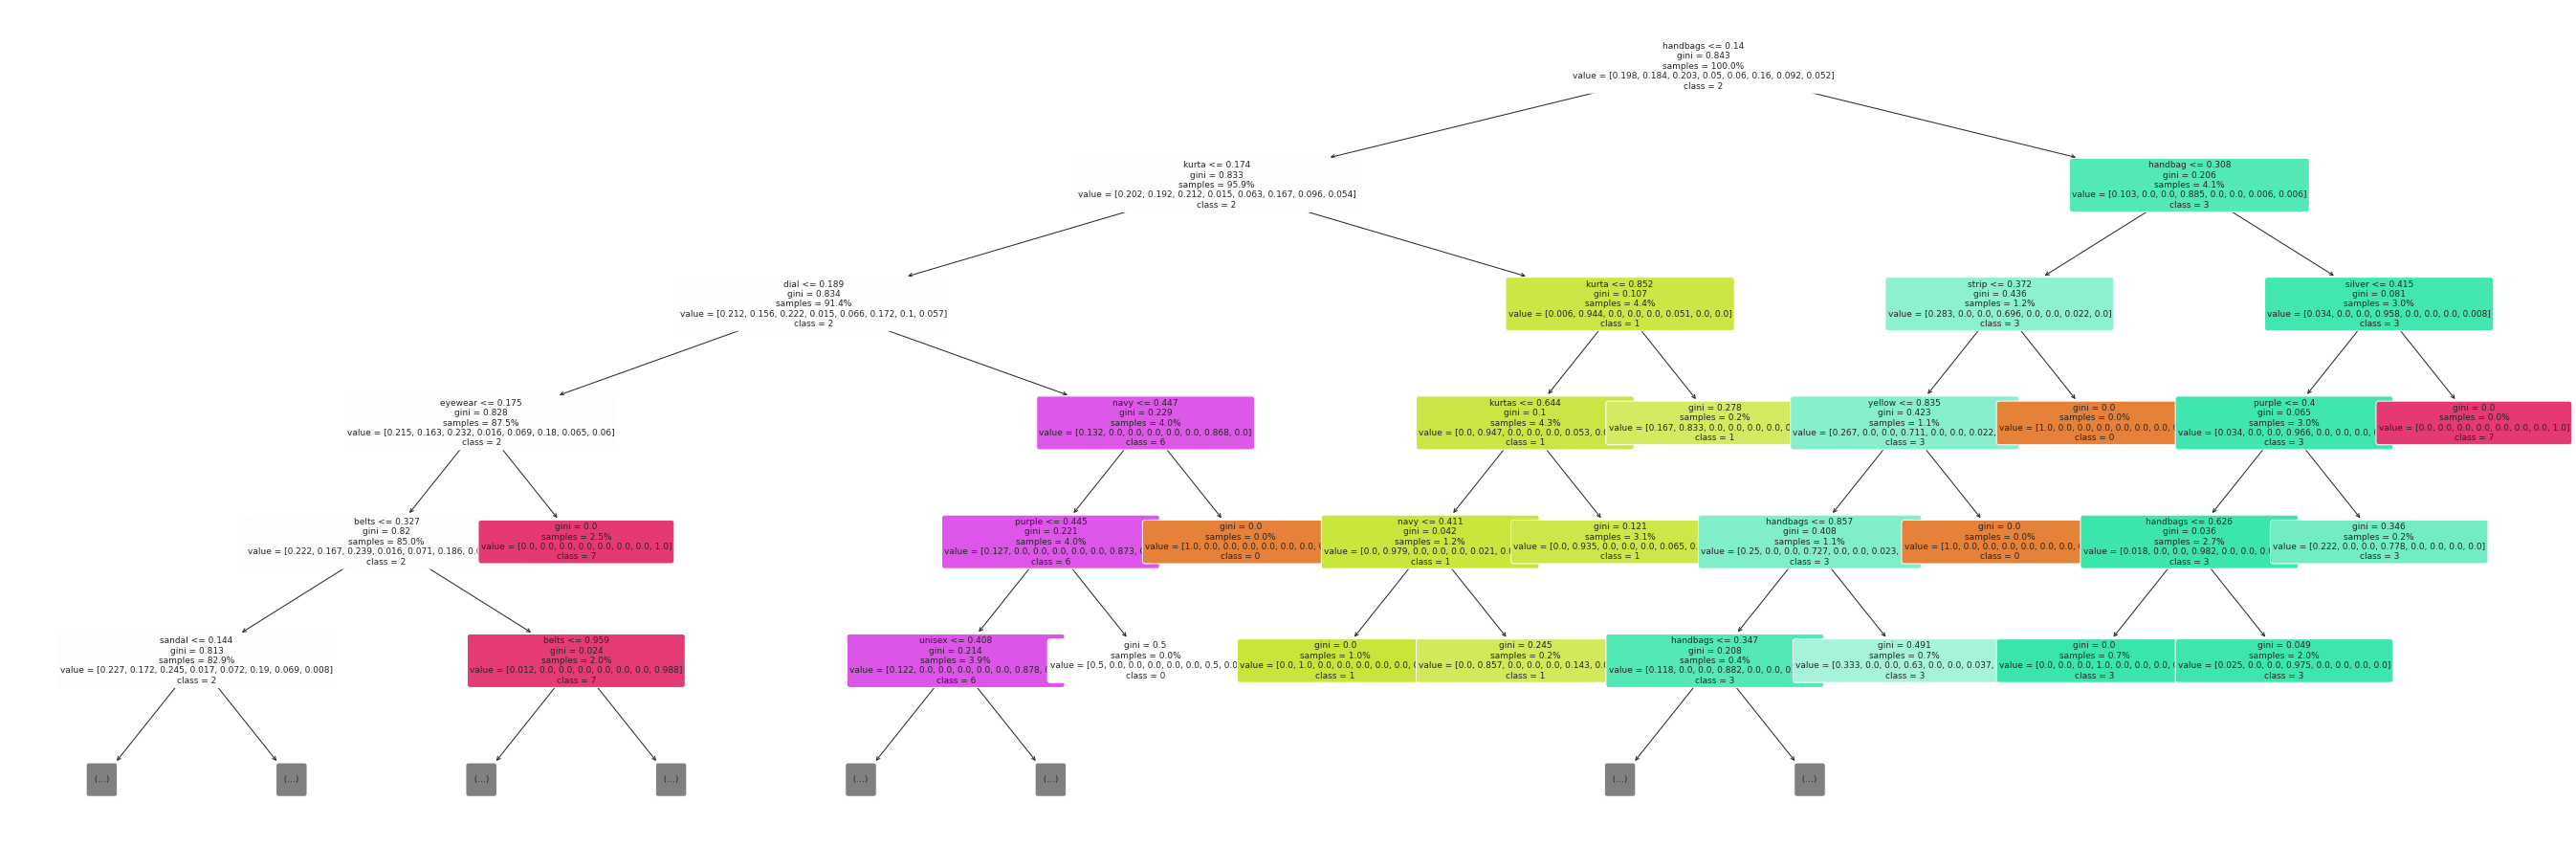 handbags <= 0.14
gini = 0.843
samples = 100.0%
value = [0.198, 0.184, 0.203, 0.05, 0.06, 0.16, 0.092, 0.052]
class = 2
kurta <= 0.174
gini = 0.833
samples = 95.9%
value = [0.202, 0.192, 0.212, 0.015, 0.063, 0.167, 0.096, 0.054]
class = 2
handbag <= 0.308
gini = 0.206
samples = 4.1%
value = [0.103, 0.0, 0.0, 0.885, 0.0, 0.0, 0.006, 0.006]
class = 3
dial <= 0.189
gini = 0.834
samples = 91.4%
value = [0.212, 0.156, 0.222, 0.015, 0.066, 0.172, 0.1, 0.057]
class = 2
kurta <= 0.852
gini = 0.107
samples = 4.4%
value = [0.006, 0.944, 0.0, 0.0, 0.0, 0.051, 0.0, 0.0]
class = 1
strip <= 0.372
gini = 0.436
samples = 1.2%
value = [0.283, 0.0, 0.0, 0.696, 0.0, 0.0, 0.022, 0.0]
class = 3
silver <= 0.415
gini = 0.081
samples = 3.0%
value = [0.034, 0.0, 0.0, 0.958, 0.0, 0.0, 0.0, 0.008]
class = 3
eyewear <= 0.175
gini = 0.828
samples = 87.5%
value = [0.215, 0.163, 0.232, 0.016, 0.069, 0.18, 0.065, 0.06]
class = 2
navy <= 0.447
gini = 0.229
samples = 4.0%
value = [0.132, 0.0, 0.0, 0.0, 0.0, 0.0, 0.868, 0.0]
class = 6
kurtas <= 0.644
gini = 0.1
samples = 4.3%
value = [0.0, 0.947, 0.0, 0.0, 0.0, 0.053, 0.0
class = 1
gini = 0.278
samples = 0.2%
value = [0.167, 0.833, 0.0, 0.0, 0.0, 0.0, 0
class = 1
yellow <= 0.835
gini = 0.423
samples = 1.1%
value = [0.267, 0.0, 0.0, 0.711, 0.0, 0.0, 0.022,
class = 3
gini = 0.0
samples = 0.0%
value = [1.0, 0.0, 0.0, 0.0, 0.0, 0.0, 0.0,
class = 0
purple <= 0.4
gini = 0.065
samples = 3.0%
value = [0.034, 0.0, 0.0, 0.966, 0.0, 0.0, 0.0,
class = 3
gini = 0.0
samples = 0.0%
value = [0.0, 0.0, 0.0, 0.0, 0.0, 0.0, 0.0, 1.0]
class = 7
belts <= 0.327
gini = 0.82
samples = 85.0%
value = [0.222, 0.167, 0.239, 0.016, 0.071, 0.186, 0.
class = 2
gini = 0.0
samples = 2.5%
value = [0.0, 0.0, 0.0, 0.0, 0.0, 0.0, 0.0, 1.0]
class = 7
purple <= 0.445
gini = 0.221
samples = 4.0%
value = [0.127, 0.0, 0.0, 0.0, 0.0, 0.0, 0.873,
class = 6
gini = 0.0
samples = 0.0%
value = [1.0, 0.0, 0.0, 0.0, 0.0, 0.0, 0.0,
class = 0
navy <= 0.411
gini = 0.042
samples = 1.2%
value = [0.0, 0.979, 0.0, 0.0, 0.0, 0.021, 0.
class = 1
gini = 0.121
samples = 3.1%
value = [0.0, 0.935, 0.0, 0.0, 0.0, 0.065, 0.
class = 1
handbags <= 0.857
gini = 0.408
samples = 1.1%
value = [0.25, 0.0, 0.0, 0.727, 0.0, 0.0, 0.023,
class = 3
gini = 0.0
samples = 0.0%
value = [1.0, 0.0, 0.0, 0.0, 0.0, 0.0, 0.0,
class = 0
handbags <= 0.626
gini = 0.036
samples = 2.7%
value = [0.018, 0.0, 0.0, 0.982, 0.0, 0.0, 0.
class = 3
gini = 0.346
samples = 0.2%
value = [0.222, 0.0, 0.0, 0.778, 0.0, 0.0, 0.0, 0.0]
class = 3
sandal <= 0.144
gini = 0.813
samples = 82.9%
value = [0.227, 0.172, 0.245, 0.017, 0.072, 0.19, 0.069, 0.008]
class = 2
belts <= 0.959
gini = 0.024
samples = 2.0%
value = [0.012, 0.0, 0.0, 0.0, 0.0, 0.0, 0.0, 0.988]
class = 7
unisex <= 0.408
gini = 0.214
samples = 3.9%
value = [0.122, 0.0, 0.0, 0.0, 0.0, 0.0, 0.878,
class = 6
gini = 0.5
samples = 0.0%
value = [0.5, 0.0, 0.0, 0.0, 0.0, 0.0, 0.5, 0.0
class = 0
gini = 0.0
samples = 1.0%
value = [0.0, 1.0, 0.0, 0.0, 0.0, 0.0, 0.0,
class = 1
gini = 0.245
samples = 0.2%
value = [0.0, 0.857, 0.0, 0.0, 0.0, 0.143, 0.
class = 1
handbags <= 0.347
gini = 0.208
samples = 0.4%
value = [0.118, 0.0, 0.0, 0.882, 0.0, 0.0, 0.
class = 3
gini = 0.491
samples = 0.7%
value = [0.333, 0.0, 0.0, 0.63, 0.0, 0.0, 0.037,
class = 3
gini = 0.0
samples = 0.7%
value = [0.0, 0.0, 0.0, 1.0, 0.0, 0.0, 0.0,
class = 3
gini = 0.049
samples = 2.0%
value = [0.025, 0.0, 0.0, 0.975, 0.0, 0.0, 0.0, 0.0]
class = 3
(...)
(...)
(...)
(...)
(...)
(...)
(...)
(...)